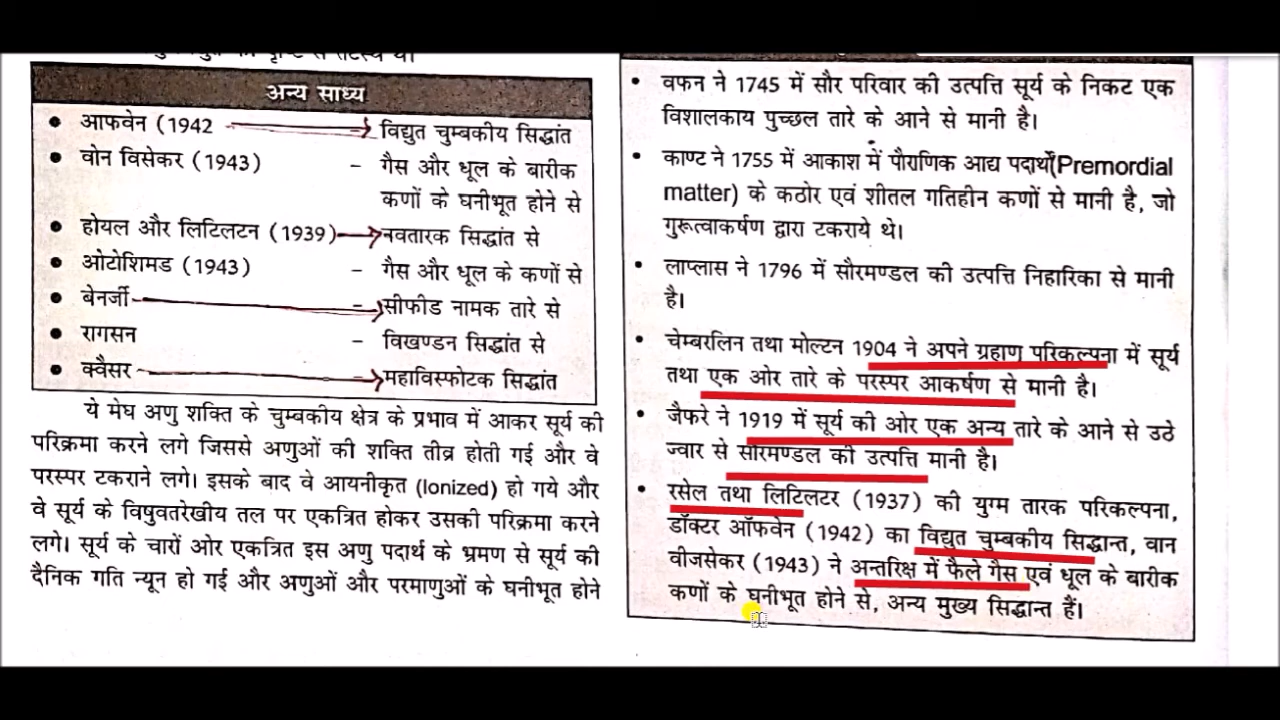 अन्य साध्य
• आफवेन (1942 - विद्युत चुम्बकीय सिद्धांत
• वोन विसेकर (1943) - गैस और धूल के बारीक
कणों के घनीभूत होने से
• होयल और लिटिलटन (1939) - नवतारक सिद्धांत से
• ओटोशिमड (1943) - गैस और धूल के कणों से
• बेनर्जी - सीफीड नामक तारे से
• रागसन - विखण्डन सिद्धांत से
• क्वैसर - महाविस्फोटक सिद्धांत
ये मेघ अणु शक्ति के चुम्बकीय क्षेत्र के प्रभाव में आकर सूर्य की
परिक्रमा करने लगे जिससे अणुओं की शक्ति तीव्र होती गई और वे
परस्पर टकराने लगे। इसके बाद वे आयनीकृत (Ionized) हो गये और
वे सूर्य के विषुवतरेखीय तल पर एकत्रित होकर उसकी परिक्रमा करने
लगे। सूर्य के चारों ओर एकत्रित इस अणु पदार्थ के भ्रमण से सूर्य की
दैनिक गति न्यून हो गई और अणुओं और परमाणुओं के घनीभूत होने
• वफन ने 1745 में सौर परिवार की उत्पत्ति सूर्य के निकट एक
विशालकाय पुच्छल तारे के आने से मानी है।
• काण्ट ने 1755 में आकाश में पौराणिक आद्य पदार्थों(Premordial
matter) के कठोर एवं शीतल गतिहीन कणों से मानी है, जो
गुरूत्वाकर्षण द्वारा टकराये थे।
• लाप्लास ने 1796 में सौरमण्डल की उत्पत्ति निहारिका से मानी
है।
• चेम्बरलिन तथा मोल्टन 1904 ने अपने ग्रहाण परिकल्पना में सूर्य
तथा एक ओर तारे के परस्पर आकर्षण से मानी है।
• जैफरे ने 1919 में सूर्य की ओर एक अन्य तारे के आने से उठे
ज्वार से सौरमण्डल की उत्पत्ति मानी है।
• रसेल तथा लिटिलटर (1937) की युग्म तारक परिकल्पना,
डॉक्टर ऑफवेन (1942) का विद्युत चुम्बकीय सिद्धान्त, वान
वीजसेकर (1943) ने अन्तरिक्ष में फैले गैस एवं धूल के बारीक
कणों के घनीभूत होने से, अन्य मुख्य सिद्धान्त हैं।